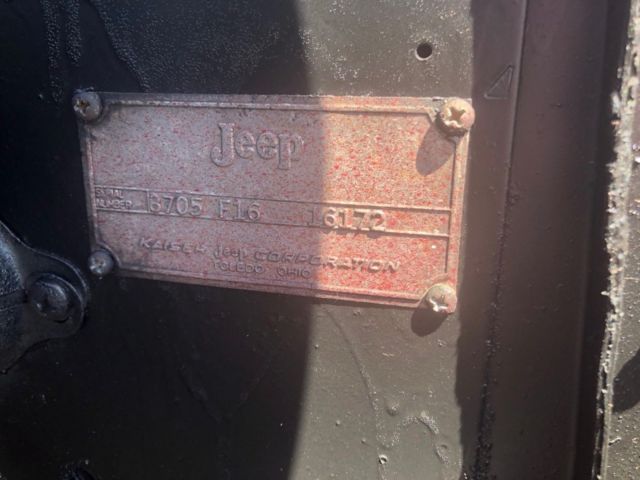 Jeep
SERIAL
NUMBER 8705 F16 16172
KAISER Jeep CORPORATION
TOLEDO OHIO